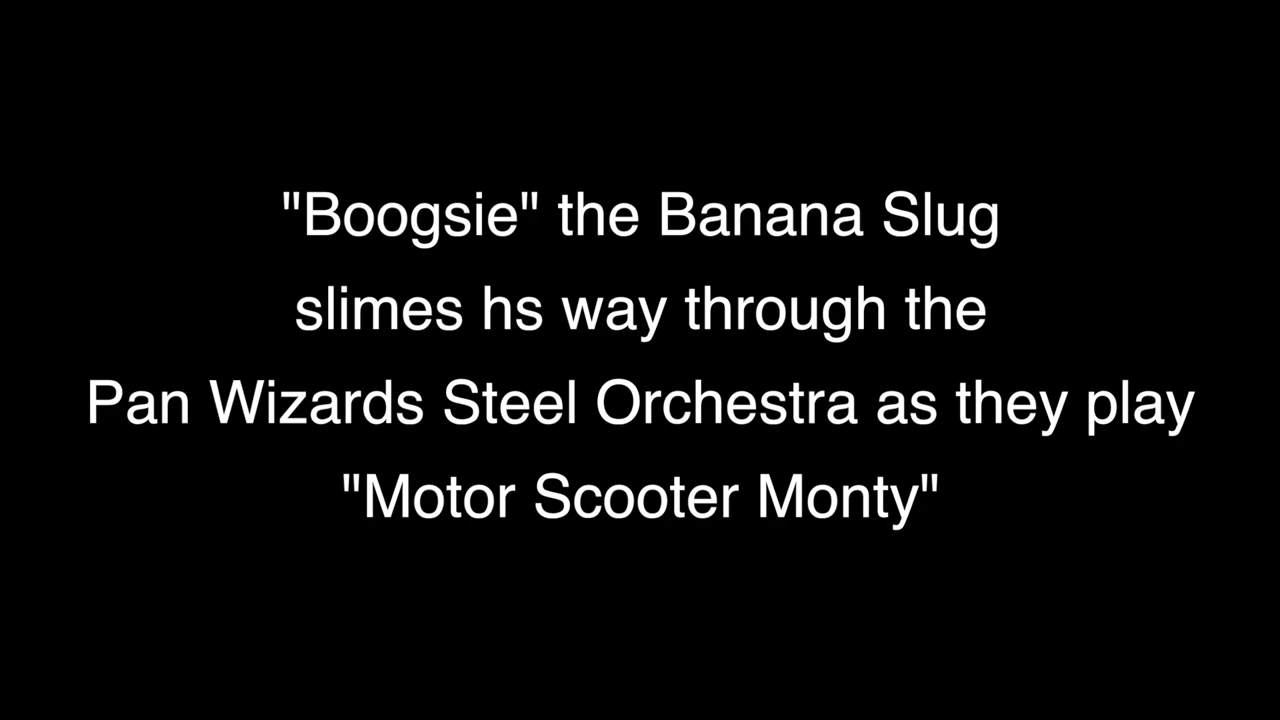 "Boogsie" the Banana Slug
slimes hs way through the
Pan Wizards Steel Orchestra as they play
"Motor Scooter Monty"